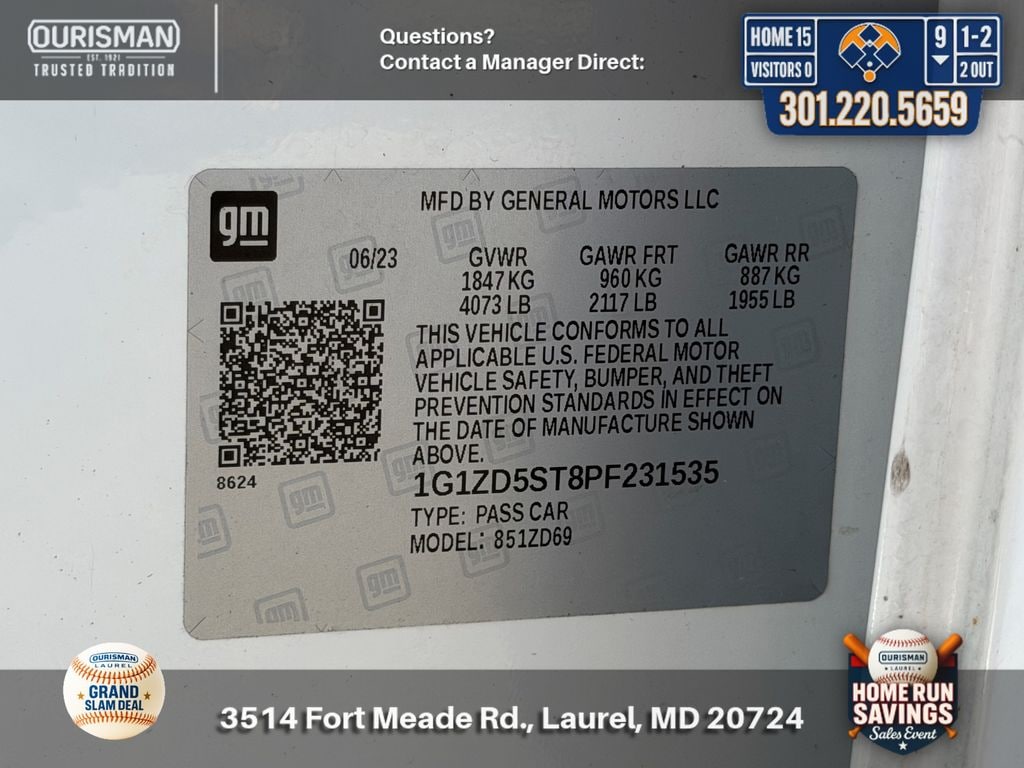 OURISMAN
EST. 1921
TRUSTED TRADITION
Questions?
Contact a Manager Direct:
HOME 15
VISITORS 0
9
1-2
2 OUT
301.220.5659
gm
MFD BY GENERAL MOTORS LLC
06/23 GVWR GAWR FRT GAWR RR
1847 KG 960 KG 887 KG
4073 LB 2117 LB 1955 LB
THIS VEHICLE CONFORMS TO ALL
APPLICABLE U.S. FEDERAL MOTOR
VEHICLE SAFETY, BUMPER, AND THEFT
PREVENTION STANDARDS IN EFFECT ON
THE DATE OF MANUFACTURE SHOWN
ABOVE.
8624
1G1ZD5ST8PF231535
TYPE: PASS CAR
MODEL: 851ZD69
OURISMAN
LAUREL
GRAND
SLAM DEAL
3514 Fort Meade Rd., Laurel, MD 20724
OURISMAN
LAUREL
HOME RUN
SAVINGS
Sales Event